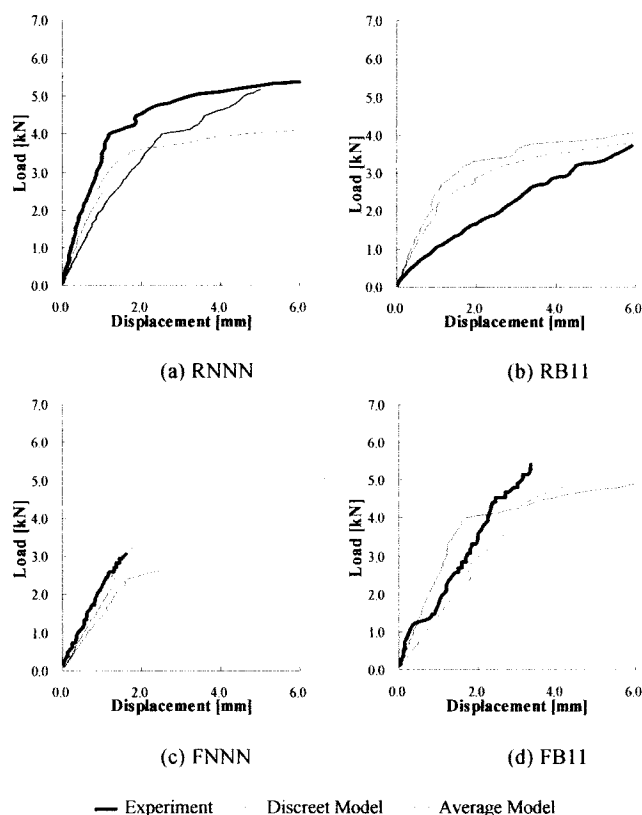 7.0
6.0
5.0
4.0
3.0
2.0
1.0
0.0
Load [kN]
0.0 2.0 4.0 6.0
Displacement [mm]
(a) RNNN
7.0
6.0
5.0
4.0
3.0
2.0
1.0
0.0
Load [kN]
0.0 2.0 4.0 6.0
Displacement [mm]
(b) RB11
7.0
6.0
5.0
4.0
3.0
2.0
1.0
0.0
Load [kN]
0.0 2.0 4.0 6.0
Displacement [mm]
(c) FNNN
7.0
6.0
5.0
4.0
3.0
2.0
1.0
0.0
Load [kN]
0.0 2.0 4.0 6.0
Displacement [mm]
(d) FB11
Experiment Discreet Model Average Model